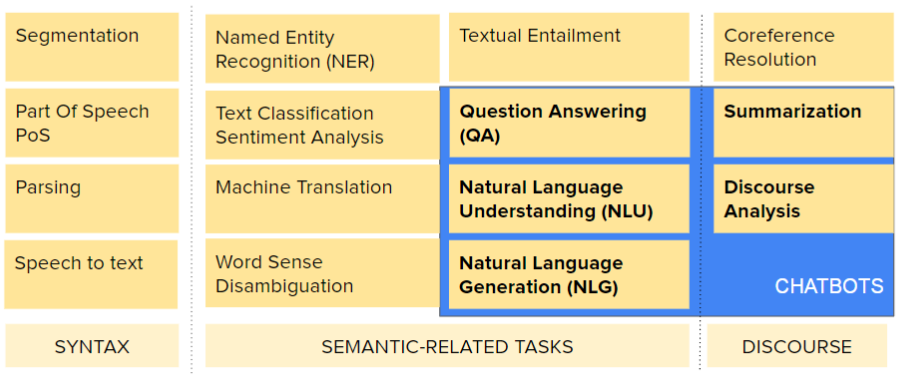 Segmentation
Named Entity
Recognition (NER)
Textual Entailment
Coreference
Resolution
Part Of Speech
PoS
Text Classification
Sentiment Analysis
Question Answering
(QA)
Summarization
Parsing
Machine Translation
Natural Language
Understanding (NLU)
Discourse
Analysis
Speech to text
Word Sense
Disambiguation
Natural Language
Generation (NLG)
CHATBOTS
SYNTAX
SEMANTIC-RELATED TASKS
DISCOURSE